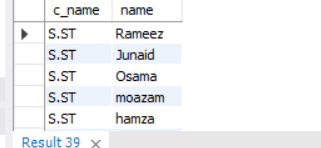 c_name name
S.ST Rameez
S.ST Junaid
S.ST Osama
S.ST moazam
S.ST hamza
Result 39 ×